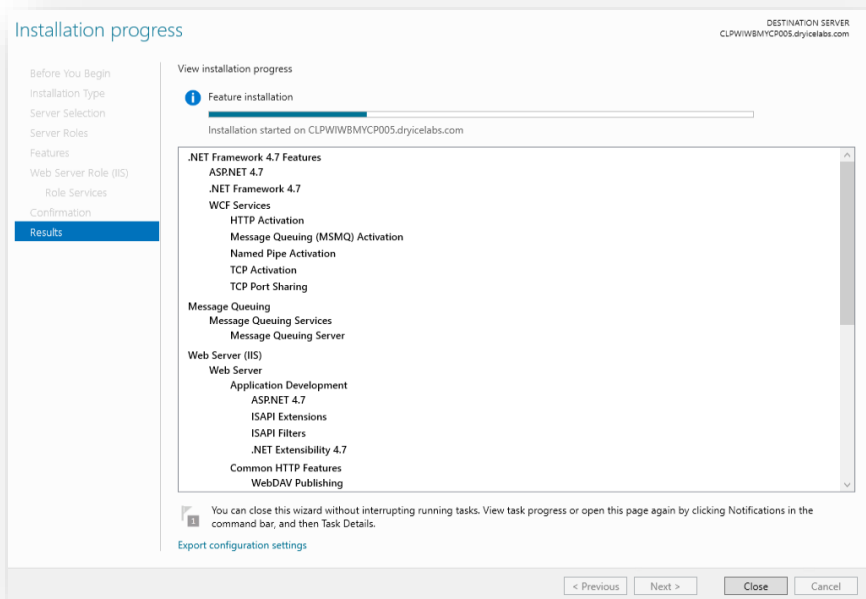 Installation progress
DESTINATION SERVER
CLPWIWBMYCP005.dryicelabs.com
Before You Begin
Installation Type
Server Selection
Server Roles
Features
Web Server Role (IIS)
Role Services
Confirmation
Results
View installation progress
Feature installation
Installation started on CLPWIWBMYCP005.dryicelabs.com
.NET Framework 4.7 Features
ASP.NET 4.7
.NET Framework 4.7
WCF Services
HTTP Activation
Message Queuing (MSMQ) Activation
Named Pipe Activation
TCP Activation
TCP Port Sharing
Message Queuing
Message Queuing Services
Message Queuing Server
Web Server (IIS)
Web Server
Application Development
ASP.NET 4.7
ISAPI Extensions
ISAPI Filters
.NET Extensibility 4.7
Common HTTP Features
WebDAV Publishing
1
You can close this wizard without interrupting running tasks. View task progress or open this page again by clicking Notifications in the
command bar, and then Task Details.
Export configuration settings
< Previous
Next >
Close
Cancel